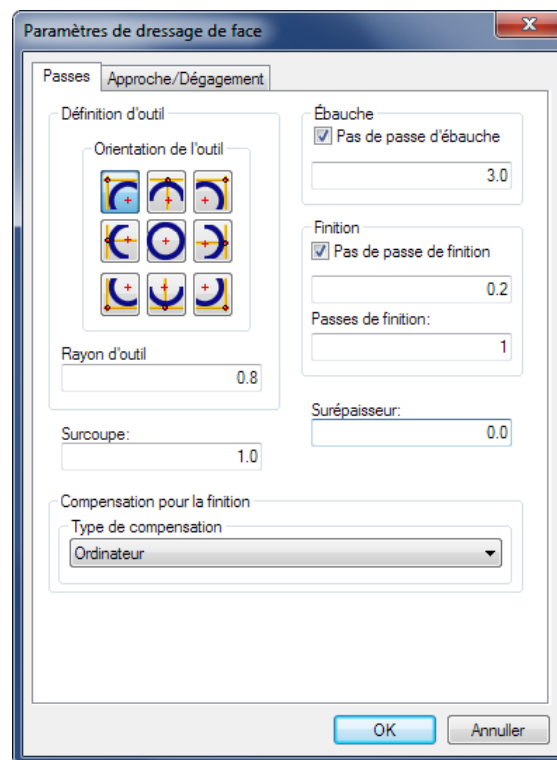 Paramètres de dressage de face
Passes
Approche/Dégagement
Définition d'outil
Orientation de l'outil
Rayon d'outil
0.8
Surcoupe:
1.0
Ébauche
Pas de passe d'ébauche
3.0
Finition
Pas de passe de finition
0.2
Passes de finition:
1
Surépaisseur:
0.0
Compensation pour la finition
Type de compensation
Ordinateur
OK
Annuller